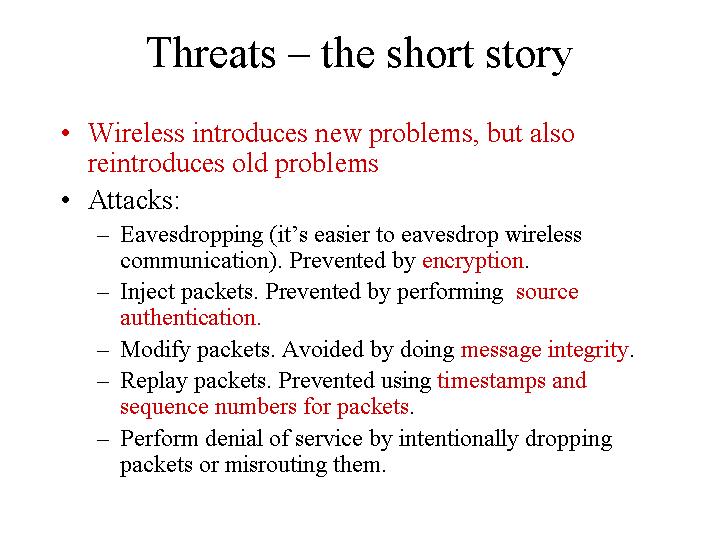 Threats – the short story
• Wireless introduces new problems, but also
reintroduces old problems
• Attacks:
– Eavesdropping (it’s easier to eavesdrop wireless
communication). Prevented by encryption.
– Inject packets. Prevented by performing  source
authentication.
– Modify packets. Avoided by doing message integrity.
– Replay packets. Prevented using timestamps and
sequence numbers for packets.
– Perform denial of service by intentionally dropping
packets or misrouting them.